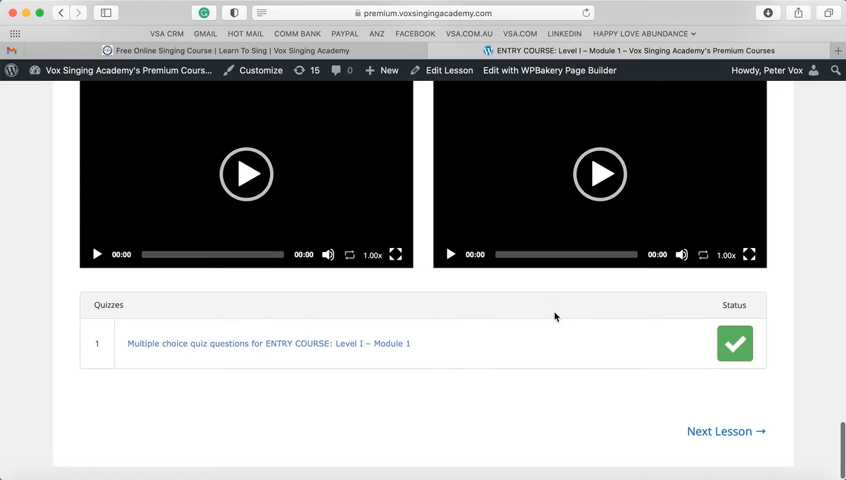 premium.voxsingingacademy.com
VSA CRM GMAIL HOT MAIL COMM BANK PAYPAL ANZ FACEBOOK VSA.COM.AU VSA.COM LINKEDIN HAPPY LOVE ABUNDANCE
Free Online Singing Course | Learn To Sing | Vox Singing Academy
ENTRY COURSE: Level I – Module 1 – Vox Singing Academy's Premium Courses
Vox Singing Academy's Premium Cours... Customize 15 0 New Edit Lesson Edit with WPBakery Page Builder Howdy, Peter Vox
00:00 00:00 1.00x 00:00 00:00 1.00x
Quizzes Status
1 Multiple choice quiz questions for ENTRY COURSE: Level I – Module 1
Next Lesson →